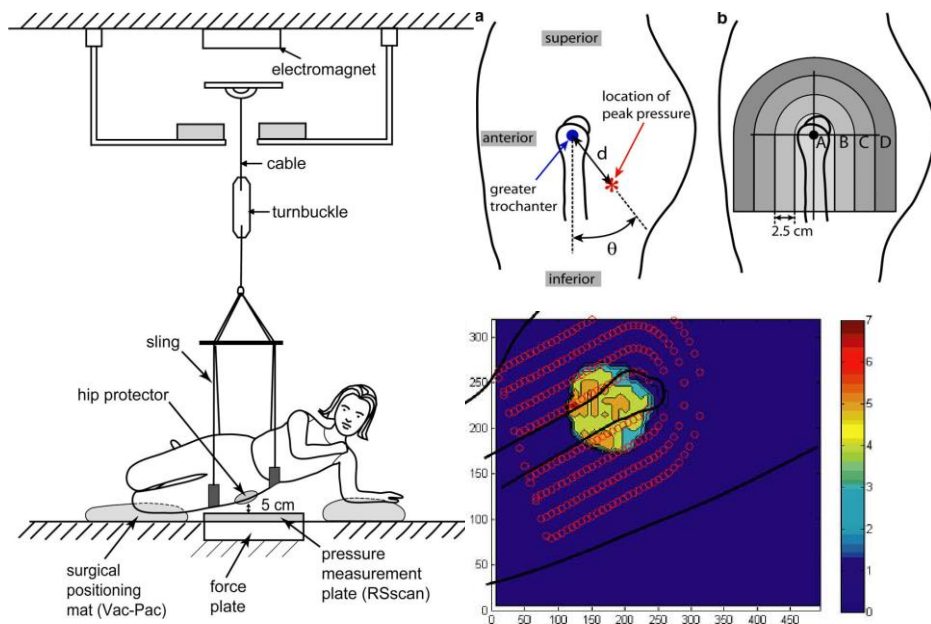 electromagnet
cable
turnbuckle
sling
hip protector
5 cm
surgical
positioning
mat (Vac-Pac)
force
plate
pressure
measurement
plate (RSscan)
a
superior
location of
peak pressure
anterior
d
greater
trochanter
*
θ
inferior
b
A B C D
2.5 cm
300
250
200
150
100
50
0
0 50 100 150 200 250 300 350 400 450
7
6
5
4
3
2
1
0